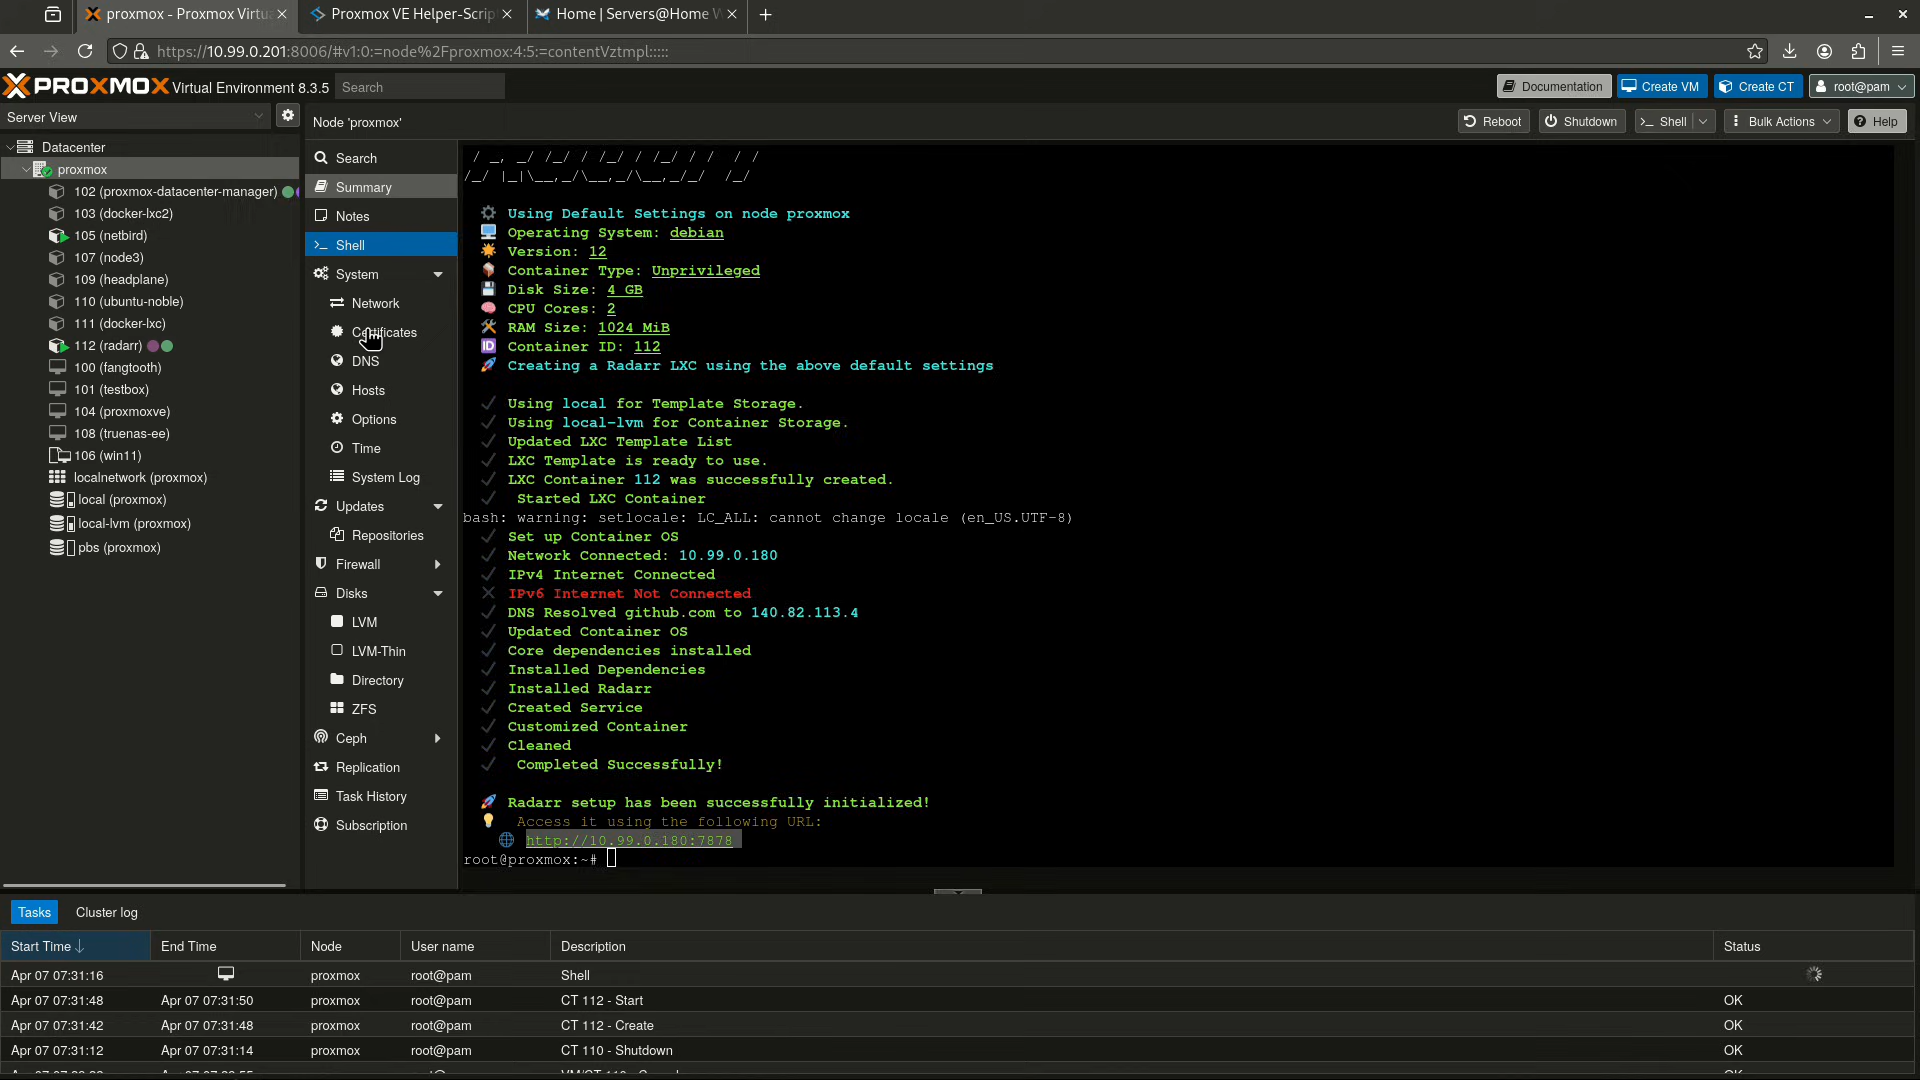 proxmox - Proxmox Virtu
Proxmox VE Helper-Scrip
Home | Servers@Home W
https://10.99.0.201:8006/#v1:0:=node%2Fproxmox:4:5:=contentVztmpl:::::
PROXMOX Virtual Environment 8.3.5
Search
Documentation
Create VM
Create CT
root@pam
Server View
Node 'proxmox'
Reboot
Shutdown
>_ Shell
Bulk Actions
Help
Datacenter
proxmox
102 (proxmox-datacenter-manager)
103 (docker-lxc2)
105 (netbird)
107 (node3)
109 (headplane)
110 (ubuntu-noble)
111 (docker-lxc)
112 (radarr)
100 (fangtooth)
101 (testbox)
104 (proxmoxve)
108 (truenas-ee)
106 (win11)
localnetwork (proxmox)
local (proxmox)
local-lvm (proxmox)
pbs (proxmox)
Search
Summary
Notes
>_ Shell
System
Network
Certificates
DNS
Hosts
Options
Time
System Log
Updates
Repositories
Firewall
Disks
LVM
LVM-Thin
Directory
ZFS
Ceph
Replication
Task History
Subscription
/ _, _/ /_/ / /_/ / /_/ / /  / /
/_/ |_|\__,_/\__,_/\__,_/_/  /_/
Using Default Settings on node proxmox
Operating System: debian
Version: 12
Container Type: Unprivileged
Disk Size: 4 GB
CPU Cores: 2
RAM Size: 1024 MiB
ID Container ID: 112
Creating a Radarr LXC using the above default settings
✓ Using local for Template Storage.
✓ Using local-lvm for Container Storage.
✓ Updated LXC Template List
✓ LXC Template is ready to use.
✓ LXC Container 112 was successfully created.
✓ Started LXC Container
bash: warning: setlocale: LC_ALL: cannot change locale (en_US.UTF-8)
✓ Set up Container OS
✓ Network Connected: 10.99.0.180
✓ IPv4 Internet Connected
✗ IPv6 Internet Not Connected
✓ DNS Resolved github.com to 140.82.113.4
✓ Updated Container OS
✓ Core dependencies installed
✓ Installed Dependencies
✓ Installed Radarr
✓ Created Service
✓ Customized Container
✓ Cleaned
✓ Completed Successfully!
Radarr setup has been successfully initialized!
Access it using the following URL:
http://10.99.0.180:7878
root@proxmox:~#
Tasks
Cluster log
Start Time ↓ End Time Node User name Description Status
Apr 07 07:31:16 proxmox root@pam Shell
Apr 07 07:31:48 Apr 07 07:31:50 proxmox root@pam CT 112 - Start OK
Apr 07 07:31:42 Apr 07 07:31:48 proxmox root@pam CT 112 - Create OK
Apr 07 07:31:12 Apr 07 07:31:14 proxmox root@pam CT 110 - Shutdown OK